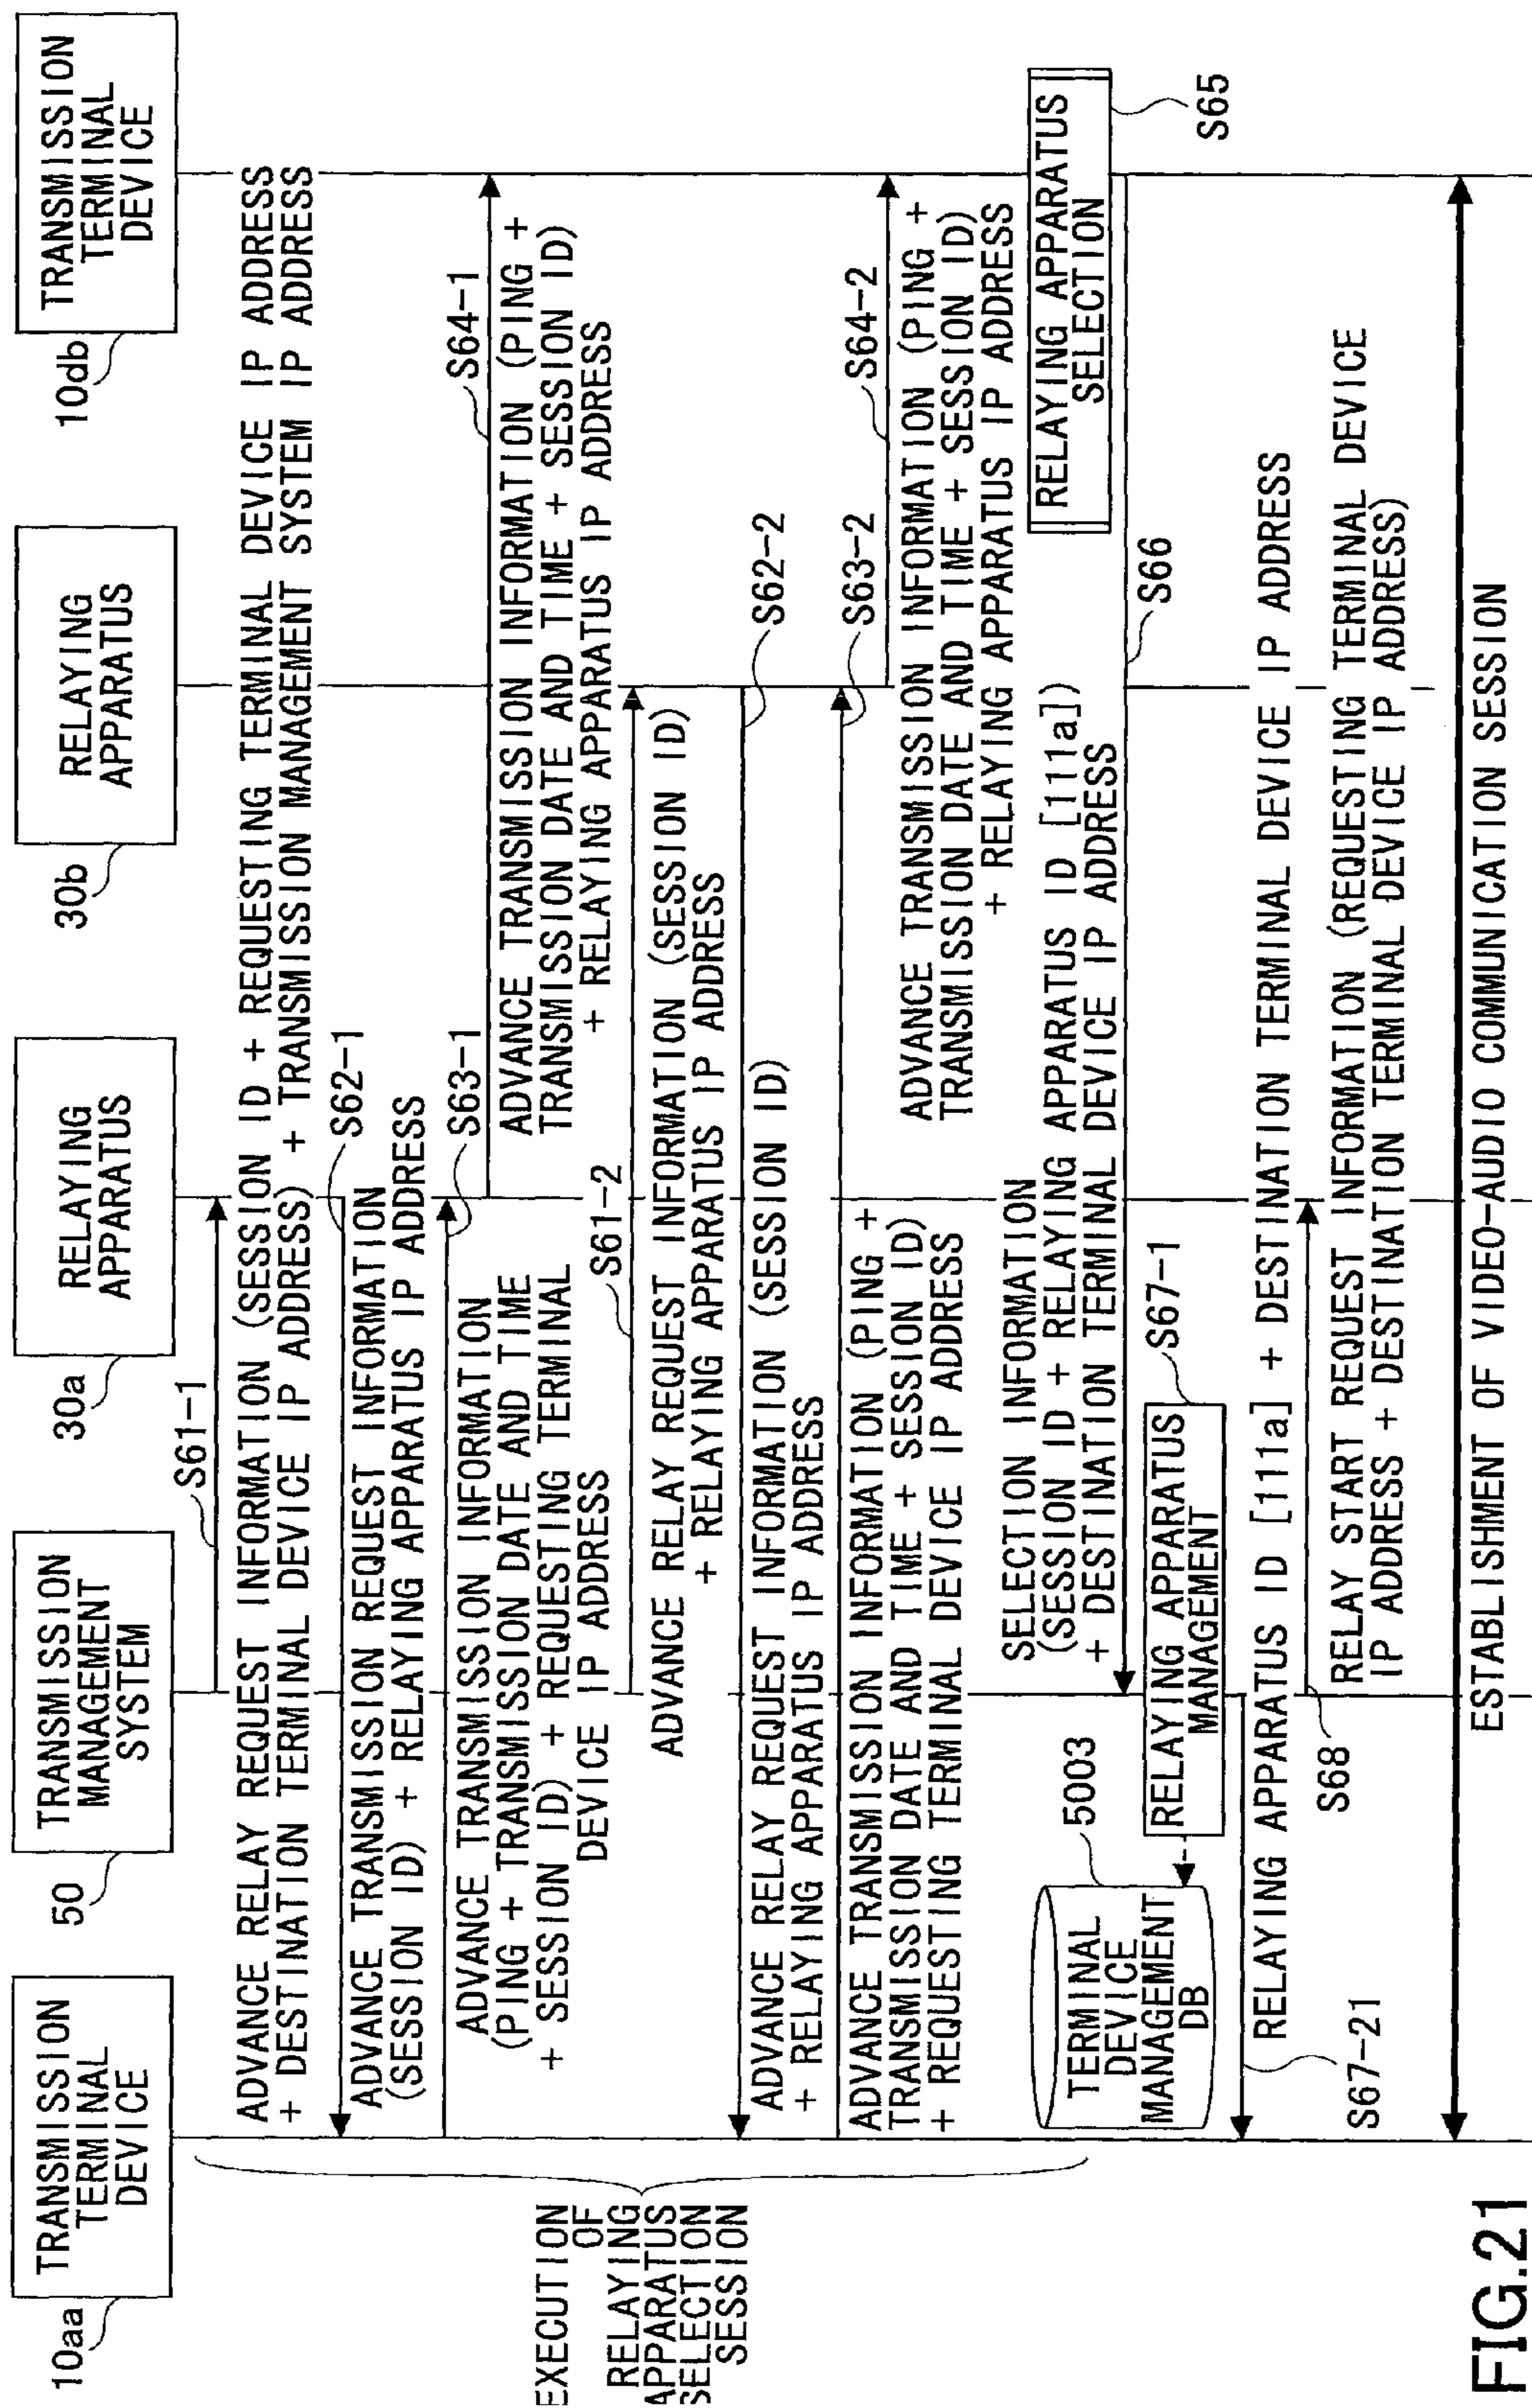 TRANSMISSION
TERMINAL
DEVICE
10aa
TRANSMISSION
MANAGEMENT
SYSTEM
50
RELAYING
APPARATUS
30a
RELAYING
APPARATUS
30b
TRANSMISSION
TERMINAL
DEVICE
10db
S61-1
ADVANCE RELAY REQUEST INFORMATION (SESSION ID + REQUESTING TERMINAL DEVICE IP ADDRESS
+ DESTINATION TERMINAL DEVICE IP ADDRESS) + TRANSMISSION MANAGEMENT SYSTEM IP ADDRESS
S62-1
ADVANCE TRANSMISSION REQUEST INFORMATION
(SESSION ID) + RELAYING APPARATUS IP ADDRESS
S63-1
ADVANCE TRANSMISSION INFORMATION
(PING + TRANSMISSION DATE AND TIME
+ SESSION ID) + REQUESTING TERMINAL
DEVICE IP ADDRESS
S64-1
ADVANCE TRANSMISSION INFORMATION (PING +
TRANSMISSION DATE AND TIME + SESSION ID)
+ RELAYING APPARATUS IP ADDRESS
S61-2
ADVANCE RELAY REQUEST INFORMATION (SESSION ID)
+ RELAYING APPARATUS IP ADDRESS
S62-2
ADVANCE RELAY REQUEST INFORMATION (SESSION ID)
+ RELAYING APPARATUS IP ADDRESS
S63-2
ADVANCE TRANSMISSION INFORMATION (PING +
TRANSMISSION DATE AND TIME + SESSION ID)
+ REQUESTING TERMINAL DEVICE IP ADDRESS
S64-2
ADVANCE TRANSMISSION INFORMATION (PING +
TRANSMISSION DATE AND TIME + SESSION ID)
+ RELAYING APPARATUS IP ADDRESS
EXECUTION
OF
RELAYING
APPARATUS
SELECTION
SESSION
RELAYING APPARATUS
SELECTION
S65
SELECTION INFORMATION
(SESSION ID + RELAYING APPARATUS ID [111a])
+ DESTINATION TERMINAL DEVICE IP ADDRESS
S66
TERMINAL
DEVICE
MANAGEMENT
DB
5003
RELAYING APPARATUS
MANAGEMENT
S67-1
RELAYING APPARATUS ID [111a] + DESTINATION TERMINAL DEVICE IP ADDRESS
S67-21
S68
RELAY START REQUEST INFORMATION (REQUESTING TERMINAL DEVICE
IP ADDRESS + DESTINATION TERMINAL DEVICE IP ADDRESS)
ESTABLISHMENT OF VIDEO-AUDIO COMMUNICATION SESSION
FIG.21